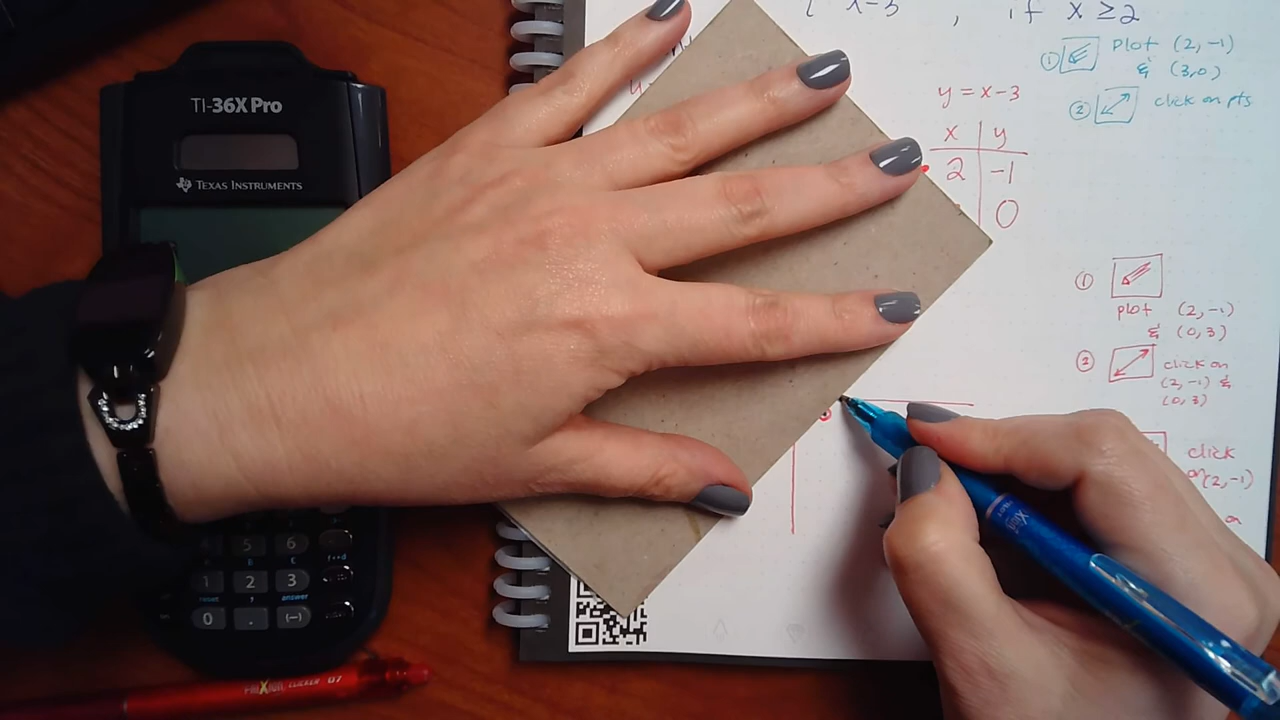 x-3 , if x ≥ 2
① plot (2,-1)
& (3,0)
② click on pts
y = x-3
x y
2 -1
0
① plot (2,-1)
& (0,3)
② click on
(2,-1) &
(0,3)
click
on (2,-1)
or
TI-36X Pro
TEXAS INSTRUMENTS
5 6
1 2 3
reset ? answer
0 . (−)
FriXion CLICKER 07